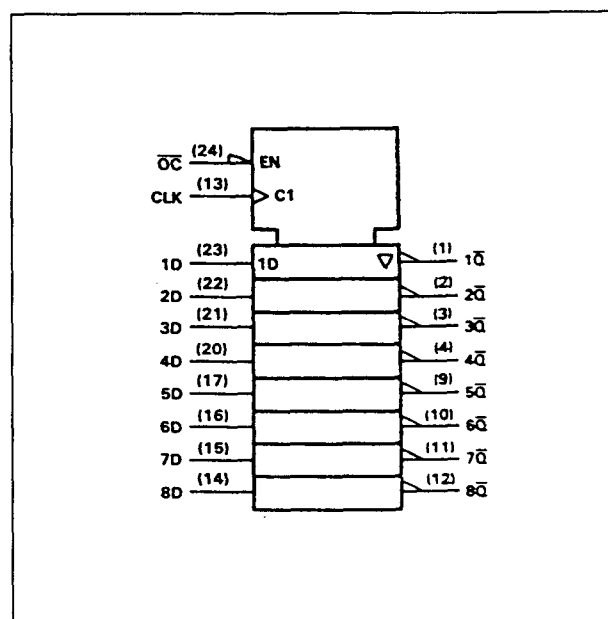 O̅C̅ (24) EN
CLK (13) C1
1D (23) 1D (1) 1Q̅
2D (22) (2) 2Q̅
3D (21) (3) 3Q̅
4D (20) (4) 4Q̅
5D (17) (9) 5Q̅
6D (16) (10) 6Q̅
7D (15) (11) 7Q̅
8D (14) (12) 8Q̅